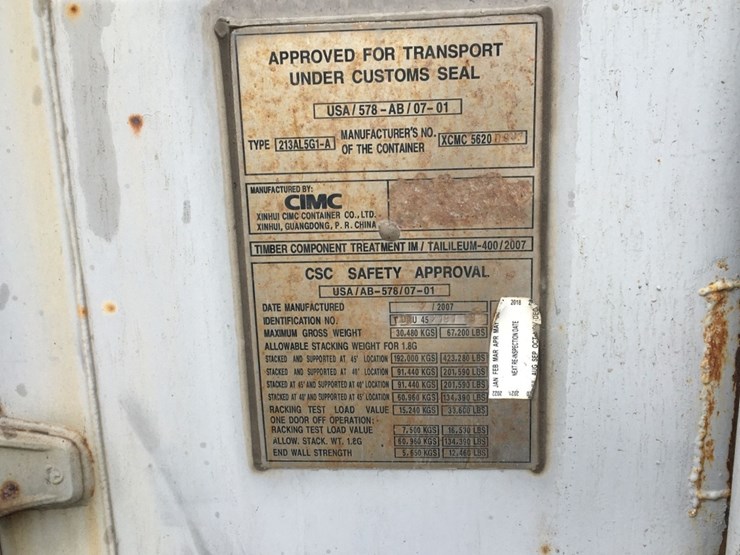 APPROVED FOR TRANSPORT
UNDER CUSTOMS SEAL
USA / 578 - AB / 07 - 01
TYPE 213AL5G1-A MANUFACTURER'S NO. OF THE CONTAINER XCMC 5620
MANUFACTURED BY:
CIMC
XINHUI CIMC CONTAINER CO., LTD.
XINHUI, GUANGDONG, P. R. CHINA
TIMBER COMPONENT TREATMENT IM / TAILILEUM-400 / 2007
CSC SAFETY APPROVAL
USA / AB-578 / 07 - 01
DATE MANUFACTURED / 2007
IDENTIFICATION NO. U 45
MAXIMUM GROSS WEIGHT 30.480 KGS 67.200 LBS
ALLOWABLE STACKING WEIGHT FOR 1.8G
STACKED AND SUPPORTED AT 45' LOCATION 192.000 KGS 423.280 LBS
STACKED AND SUPPORTED AT 40' LOCATION 91.440 KGS 201.590 LBS
STACKED AT 45' AND SUPPORTED AT 40' LOCATION 91.440 KGS 201.590 LBS
STACKED AT 40' AND SUPPORTED AT 45' LOCATION 60.960 KGS 134.390 LBS
RACKING TEST LOAD VALUE 15.240 KGS 33.600 LBS
ONE DOOR OFF OPERATION:
RACKING TEST LOAD VALUE 7.500 KGS 16.530 LBS
ALLOW. STACK. WT. 1.8G 60.960 KGS 134.390 LBS
END WALL STRENGTH 5.650 KGS 12.460 LBS
JAN FEB MAR APR MAY
2018
NEXT RE-INSPECTION DATE
AUG SEP OCT DEC